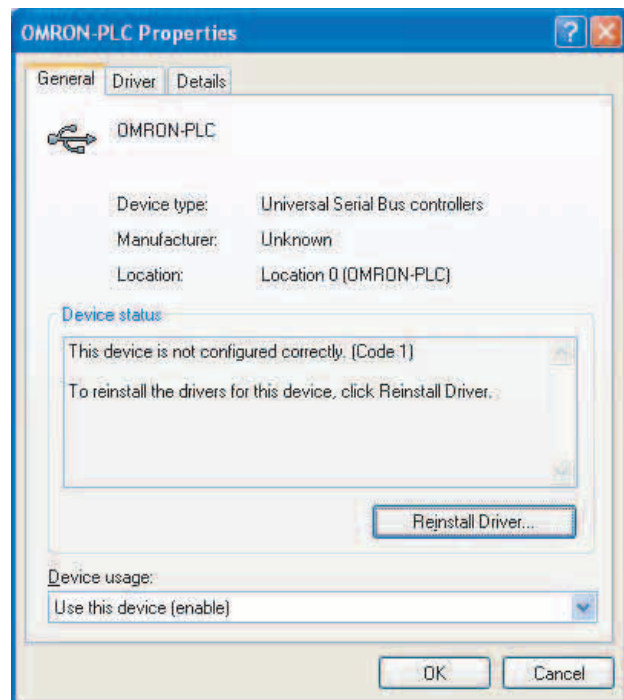 OMRON-PLC Properties
General Driver Details
OMRON-PLC
Device type: Universal Serial Bus controllers
Manufacturer: Unknown
Location: Location 0 (OMRON-PLC)
Device status
This device is not configured correctly. (Code 1)
To reinstall the drivers for this device, click Reinstall Driver.
Reinstall Driver...
Device usage:
Use this device (enable)
OK Cancel